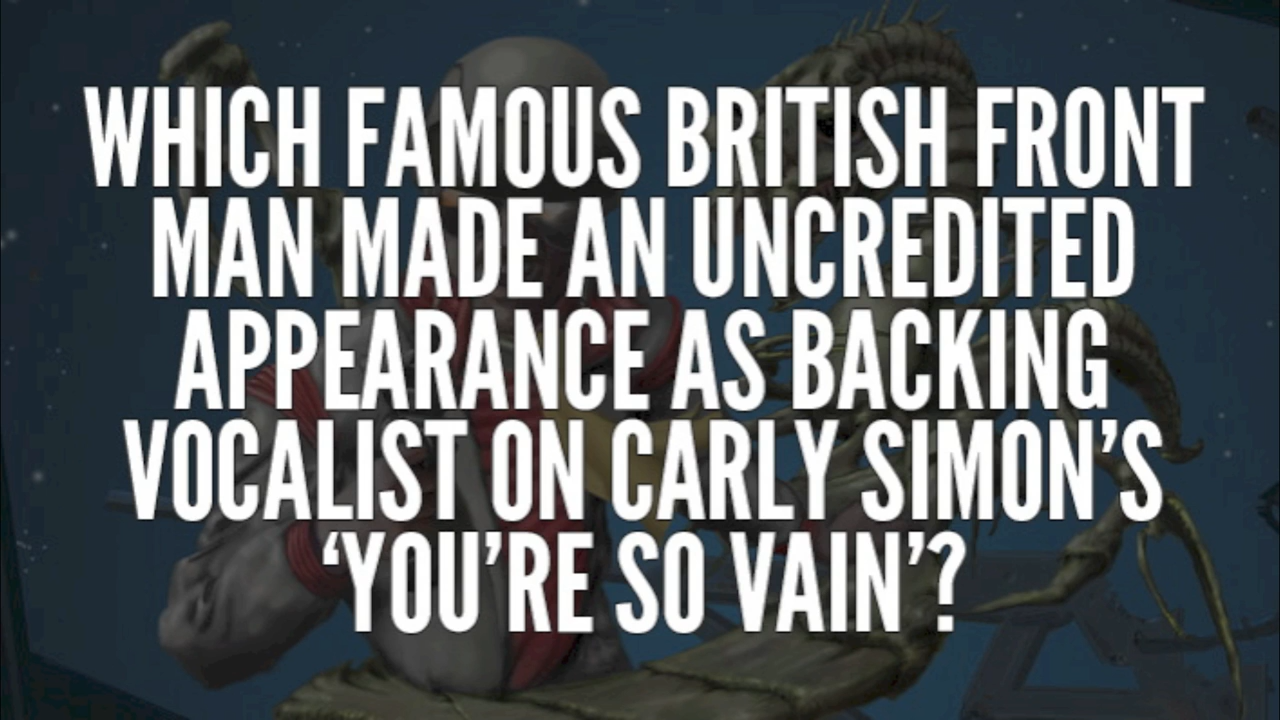 WHICH FAMOUS BRITISH FRONT
MAN MADE AN UNCREDITED
APPEARANCE AS BACKING
VOCALIST ON CARLY SIMON’S
‘YOU’RE SO VAIN’?